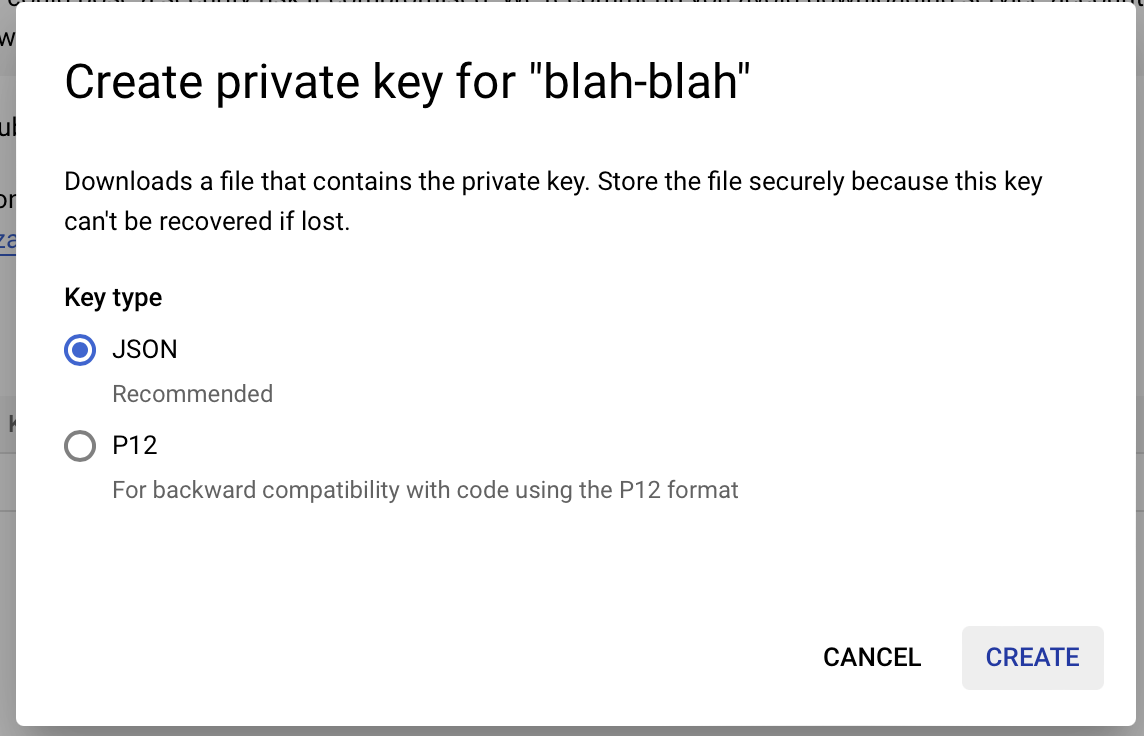 Create private key for "blah-blah"
Downloads a file that contains the private key. Store the file securely because this key
can't be recovered if lost.
Key type
JSON
Recommended
P12
For backward compatibility with code using the P12 format
CANCEL
CREATE